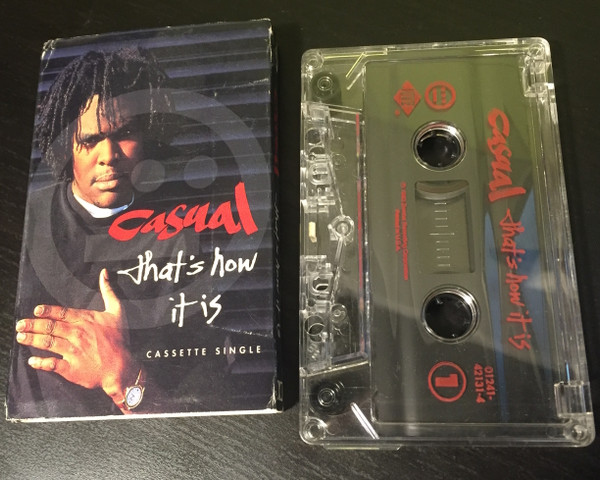 casual
that's how
it is
CASSETTE SINGLE
casual
that's how it is
1
01241-
42131-4